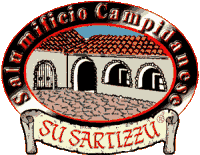 Salumificio Campidanese
SU SARTIZZU
®